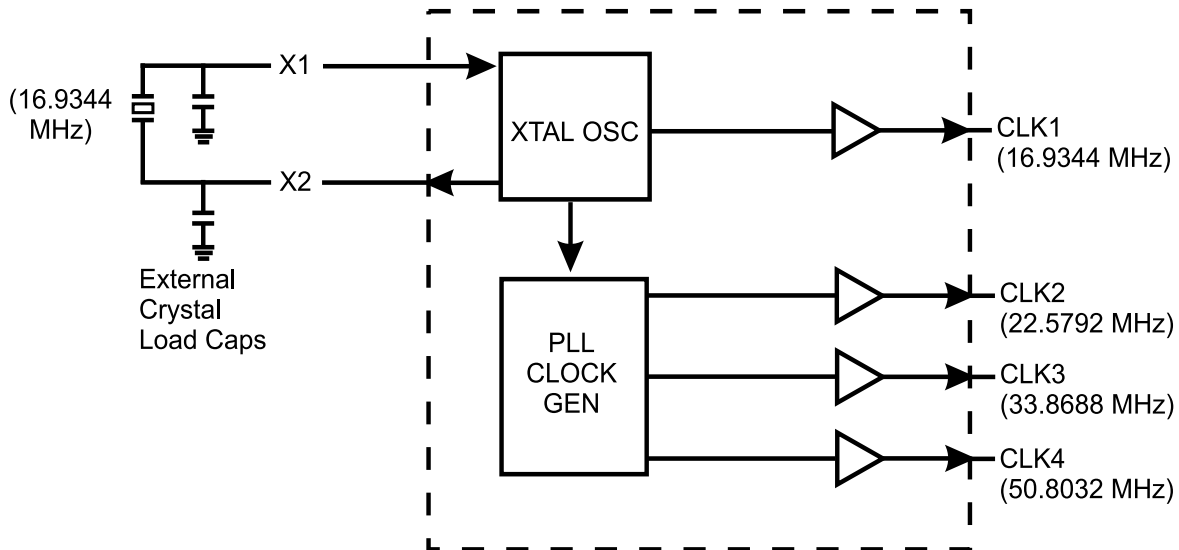 X1
(16.9344
MHz)
XTAL OSC
CLK1
(16.9344 MHz)
X2
External
Crystal
Load Caps
PLL
CLOCK
GEN
CLK2
(22.5792 MHz)
CLK3
(33.8688 MHz)
CLK4
(50.8032 MHz)